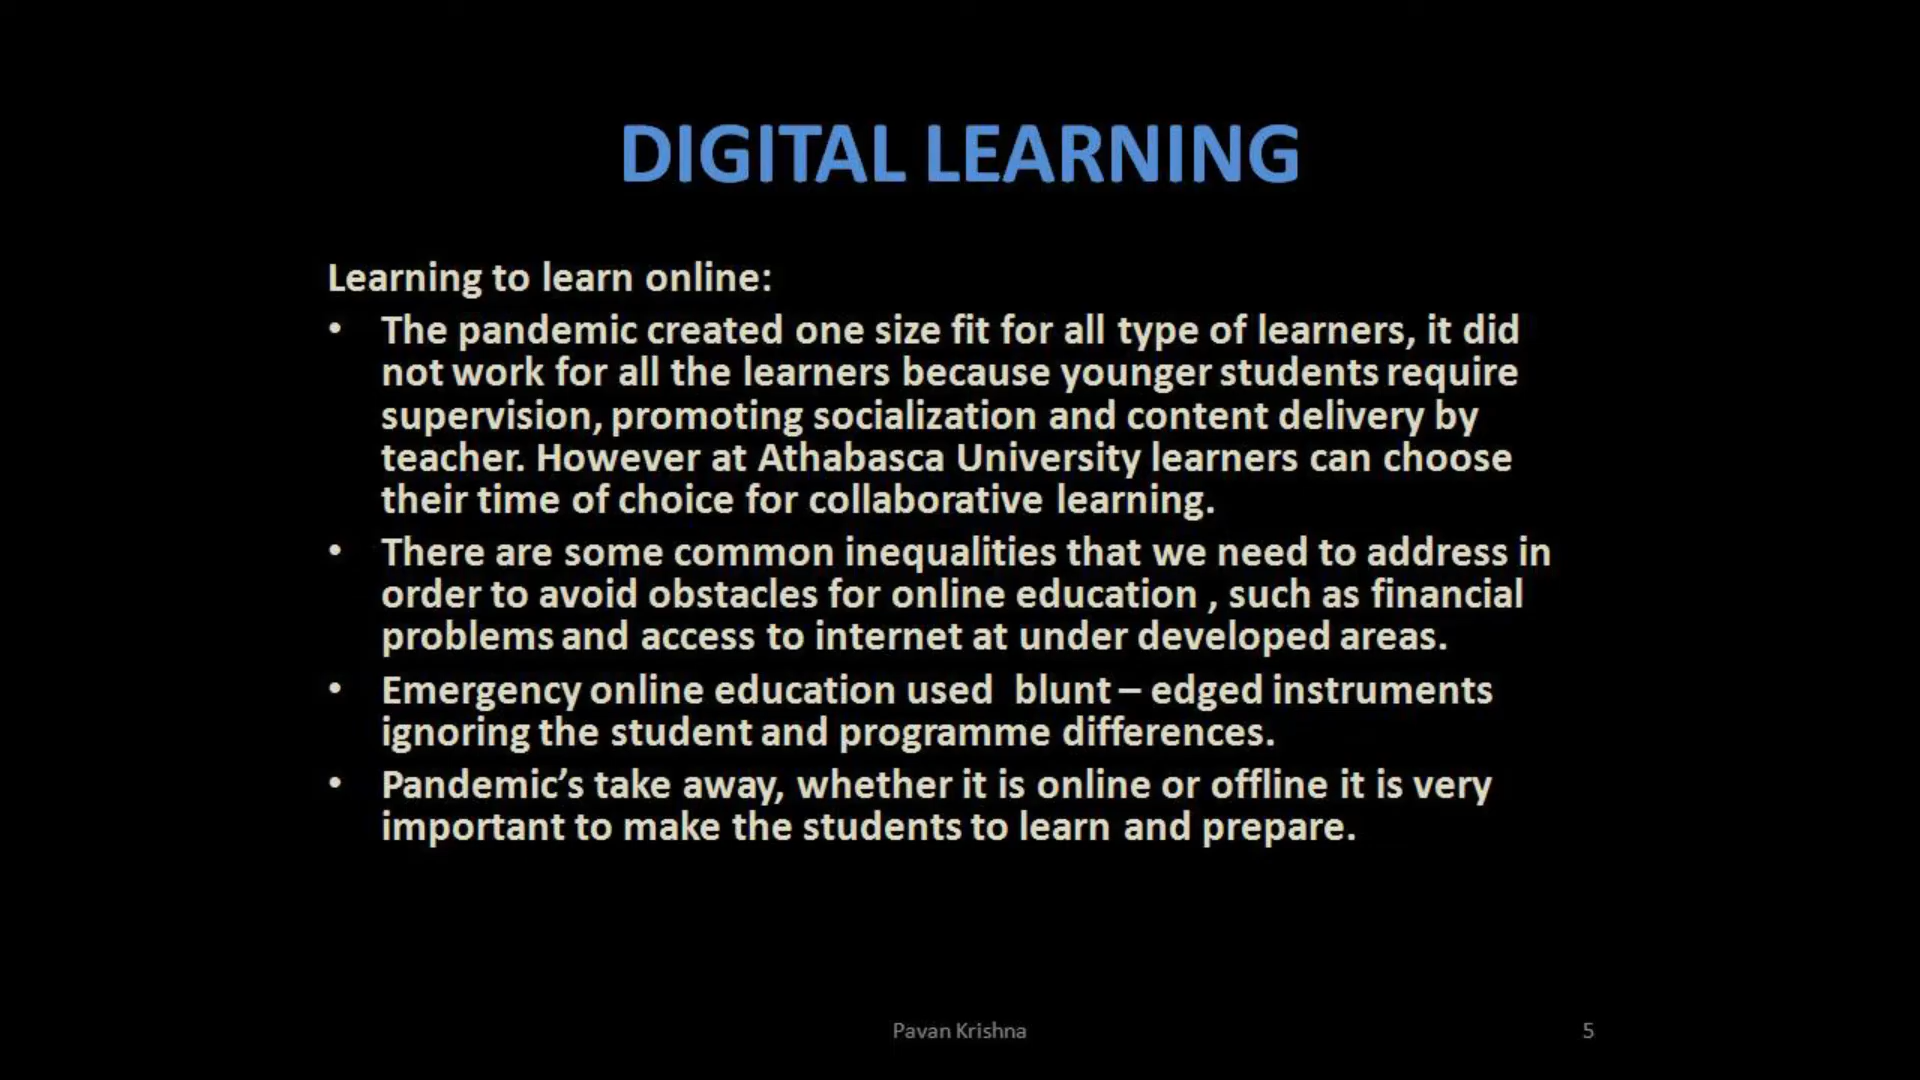 DIGITAL LEARNING
Learning to learn online:
• The pandemic created one size fit for all type of learners, it did
not work for all the learners because younger students require
supervision, promoting socialization and content delivery by
teacher. However at Athabasca University learners can choose
their time of choice for collaborative learning.
• There are some common inequalities that we need to address in
order to avoid obstacles for online education , such as financial
problems and access to internet at under developed areas.
• Emergency online education used  blunt – edged instruments
ignoring the student and programme differences.
• Pandemic’s take away, whether it is online or offline it is very
important to make the students to learn and prepare.
Pavan Krishna
5